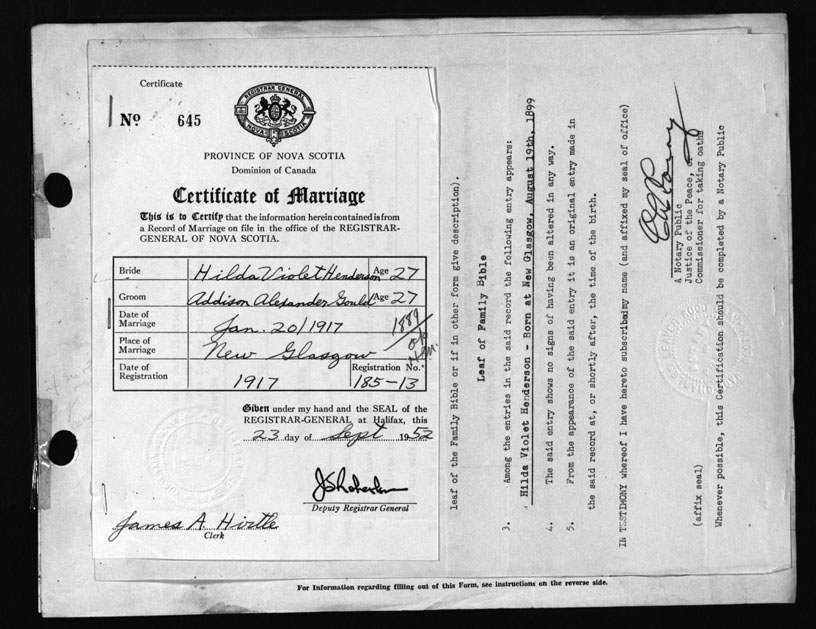 Certificate
No 645
REGISTRAR GENERAL
NOVA SCOTIA
PROVINCE OF NOVA SCOTIA
Dominion of Canada
Certificate of Marriage
This is to Certify that the information herein contained is from
a Record of Marriage on file in the office of the REGISTRAR-
GENERAL OF NOVA SCOTIA.
Bride Hilda Violet Henderson Age 27
Groom Addison Alexander Gould Age 27
Date of
Marriage Jan. 20/1917
1889
Place of
Marriage New Glasgow
Date of
Registration 1917
Registration No.
185-13
Given under my hand and the SEAL of the
REGISTRAR-GENERAL at Halifax, this
23 day of Sept 1952
Deputy Registrar General
James A. Hirtle
Clerk
leaf of the Family Bible or if in other form give description).
Leaf of Family Bible
3. Among the entries in the said record the following entry appears:
Hilda Violet Henderson - Born at New Glasgow, August 19th, 1899
4. The said entry shows no signs of having been altered in any way.
5. From the appearance of the said entry it is an original entry made in
the said record at, or shortly after, the time of the birth.
IN TESTIMONY whereof I have hereto subscribed my name (and affixed my seal of office)
A Notary Public
Justice of the Peace, or
Commissioner for taking oaths
(affix seal)
Whenever possible, this Certification should be completed by a Notary Public
For Information regarding filling out of this Form, see instructions on the reverse side.